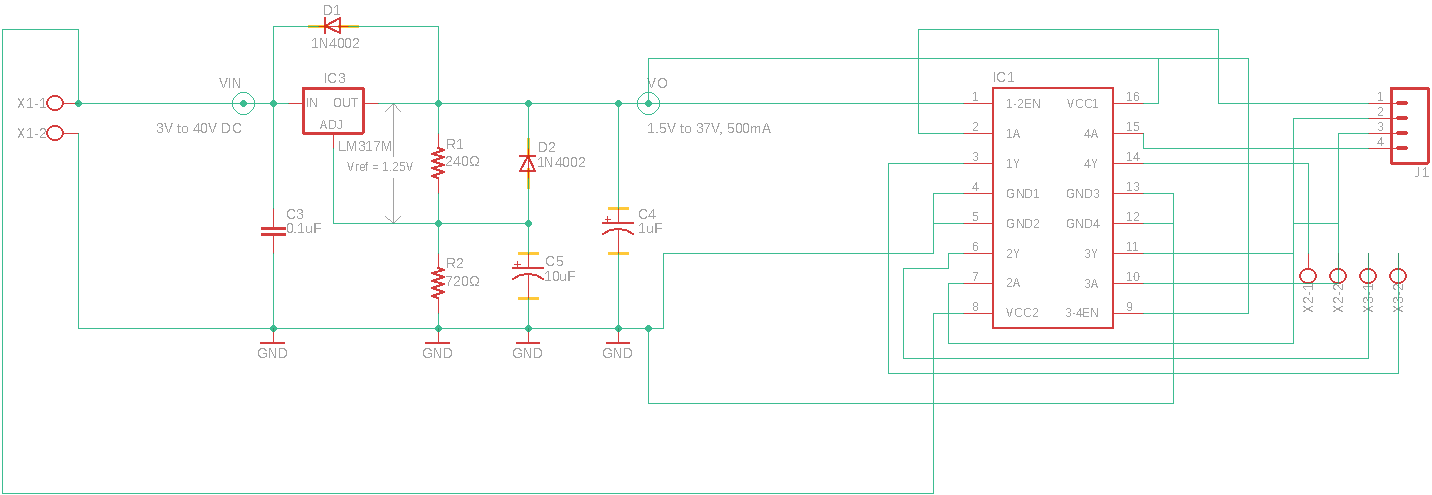 D1
1N4002
X1-1
X1-2
VIN
3V to 40V DC
IC3
IN OUT
ADJ
LM317M
Vref = 1.25V
R1
240Ω
D2
1N4002
VO
1.5V to 37V, 500mA
C3
0.1uF
R2
720Ω
C5
10uF
C4
1uF
GND
GND
GND
GND
IC1
1 1-2EN VCC1 16
2 1A 4A 15
3 1Y 4Y 14
4 GND1 GND3 13
5 GND2 GND4 12
6 2Y 3Y 11
7 2A 3A 10
8 VCC2 3-4EN 9
1
2
3
4
J1
X2-1
X2-2
X3-1
X3-2